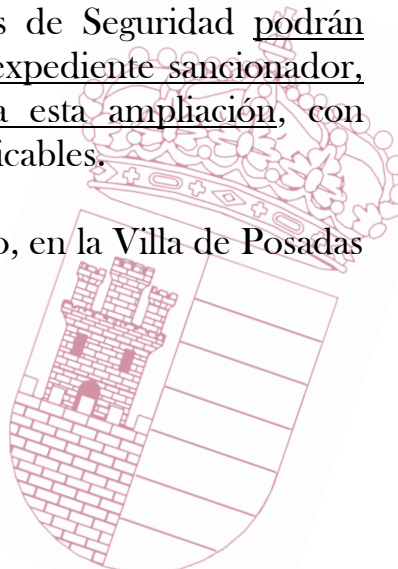 s de Seguridad podrán
expediente sancionador,
a esta ampliación, con
icables.
o, en la Villa de Posadas